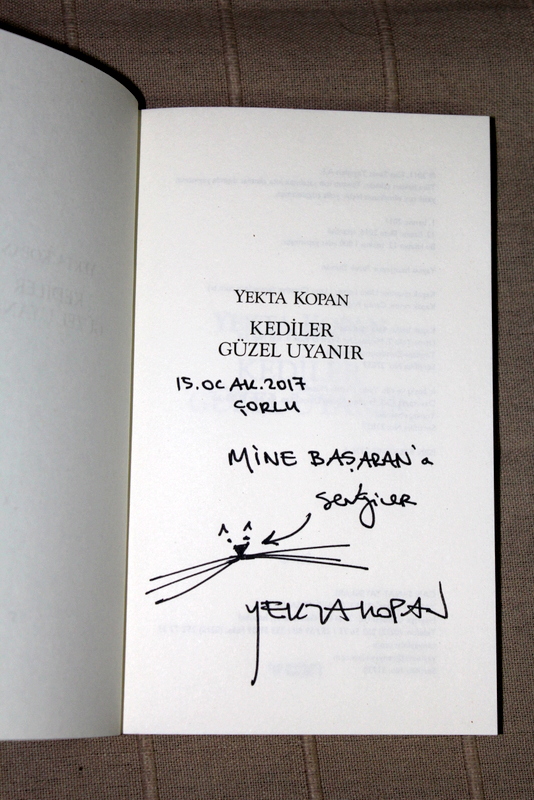 YEKTA KOPAN
KEDİLER
GÜZEL UYANIR
15.OCAK.2017
ÇORLU
MİNE BAŞARAN'a
sevgiler
YEKTA KOPAN